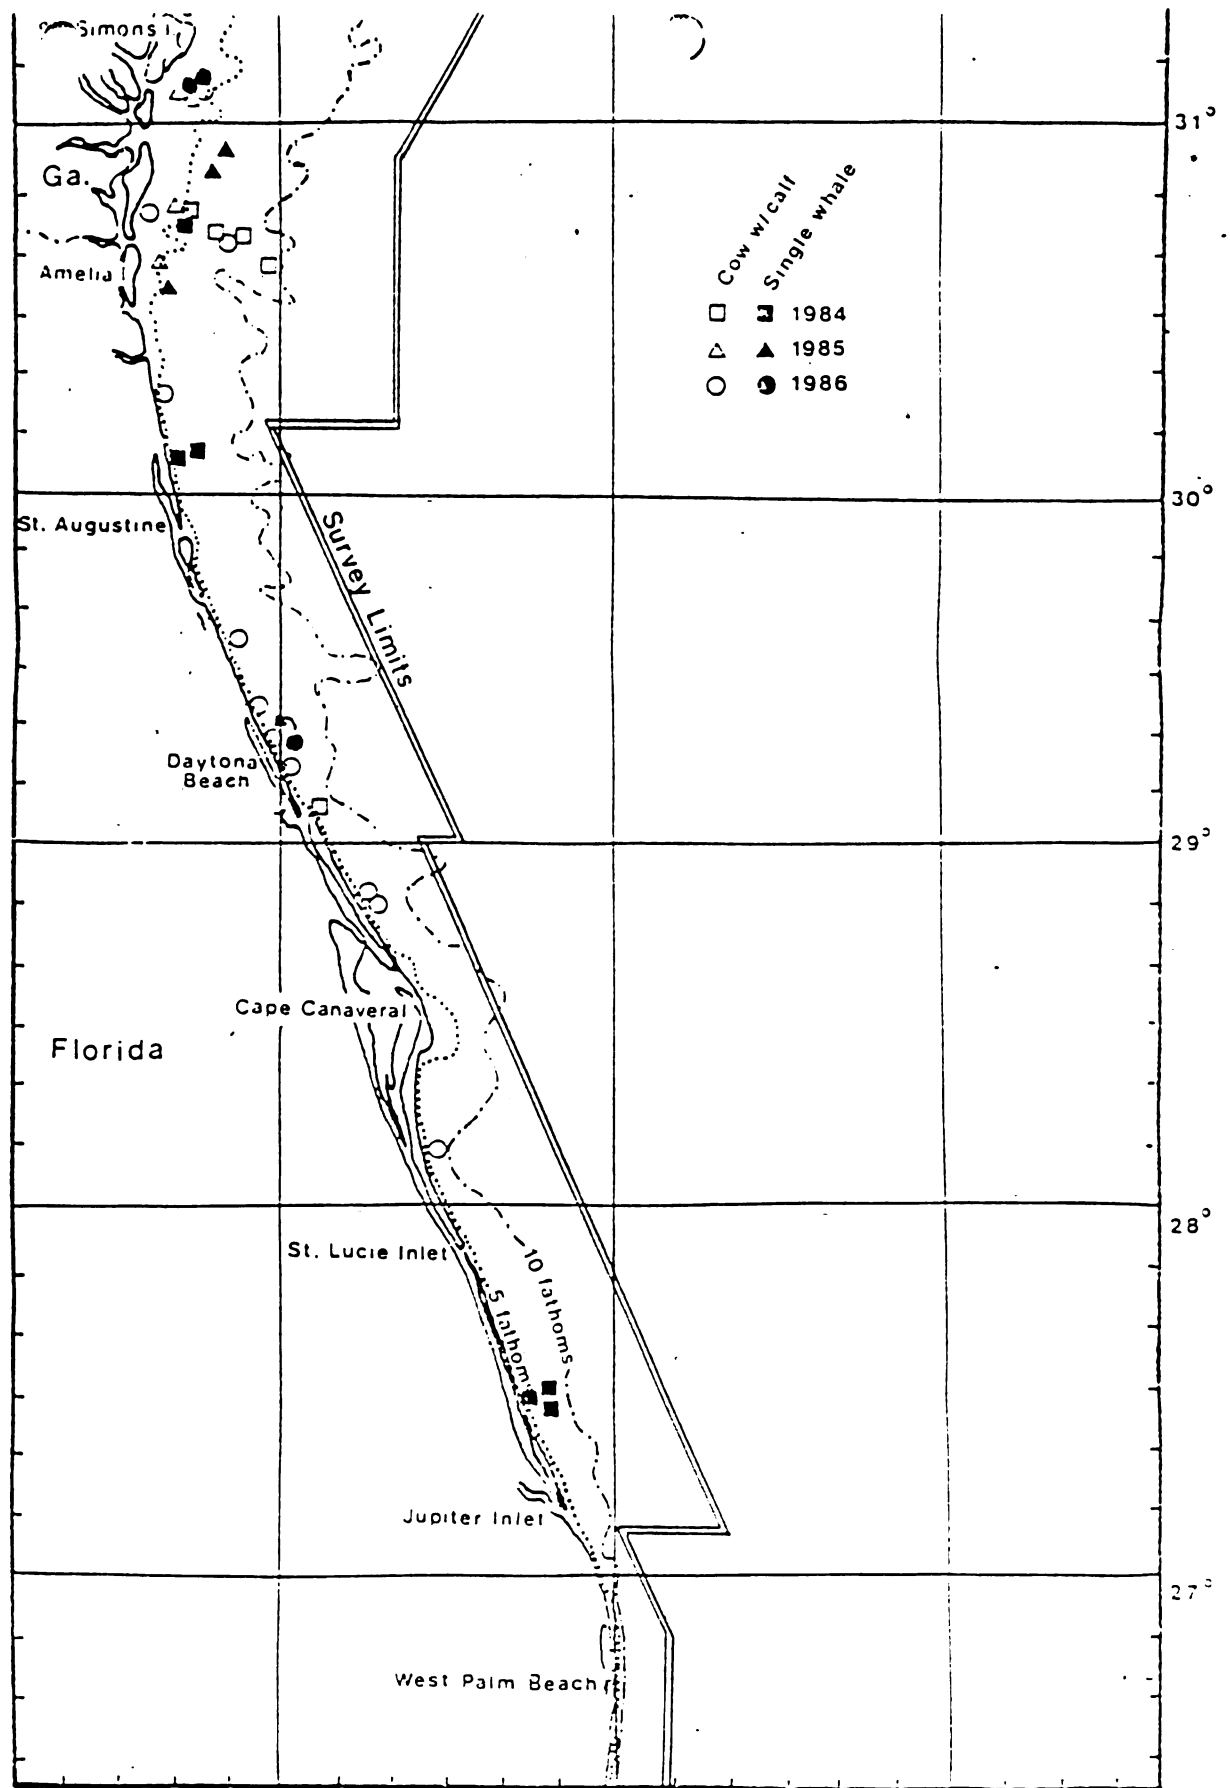 Simons I.
31°
Ga.
Cow w/calf
Single whale
Amelia
1984
1985
1986
30°
St. Augustine
Survey Limits
Daytona
Beach
29°
Cape Canaveral
Florida
28°
St. Lucie Inlet
10 fathoms
5 fathom
Jupiter Inlet
27°
West Palm Beach